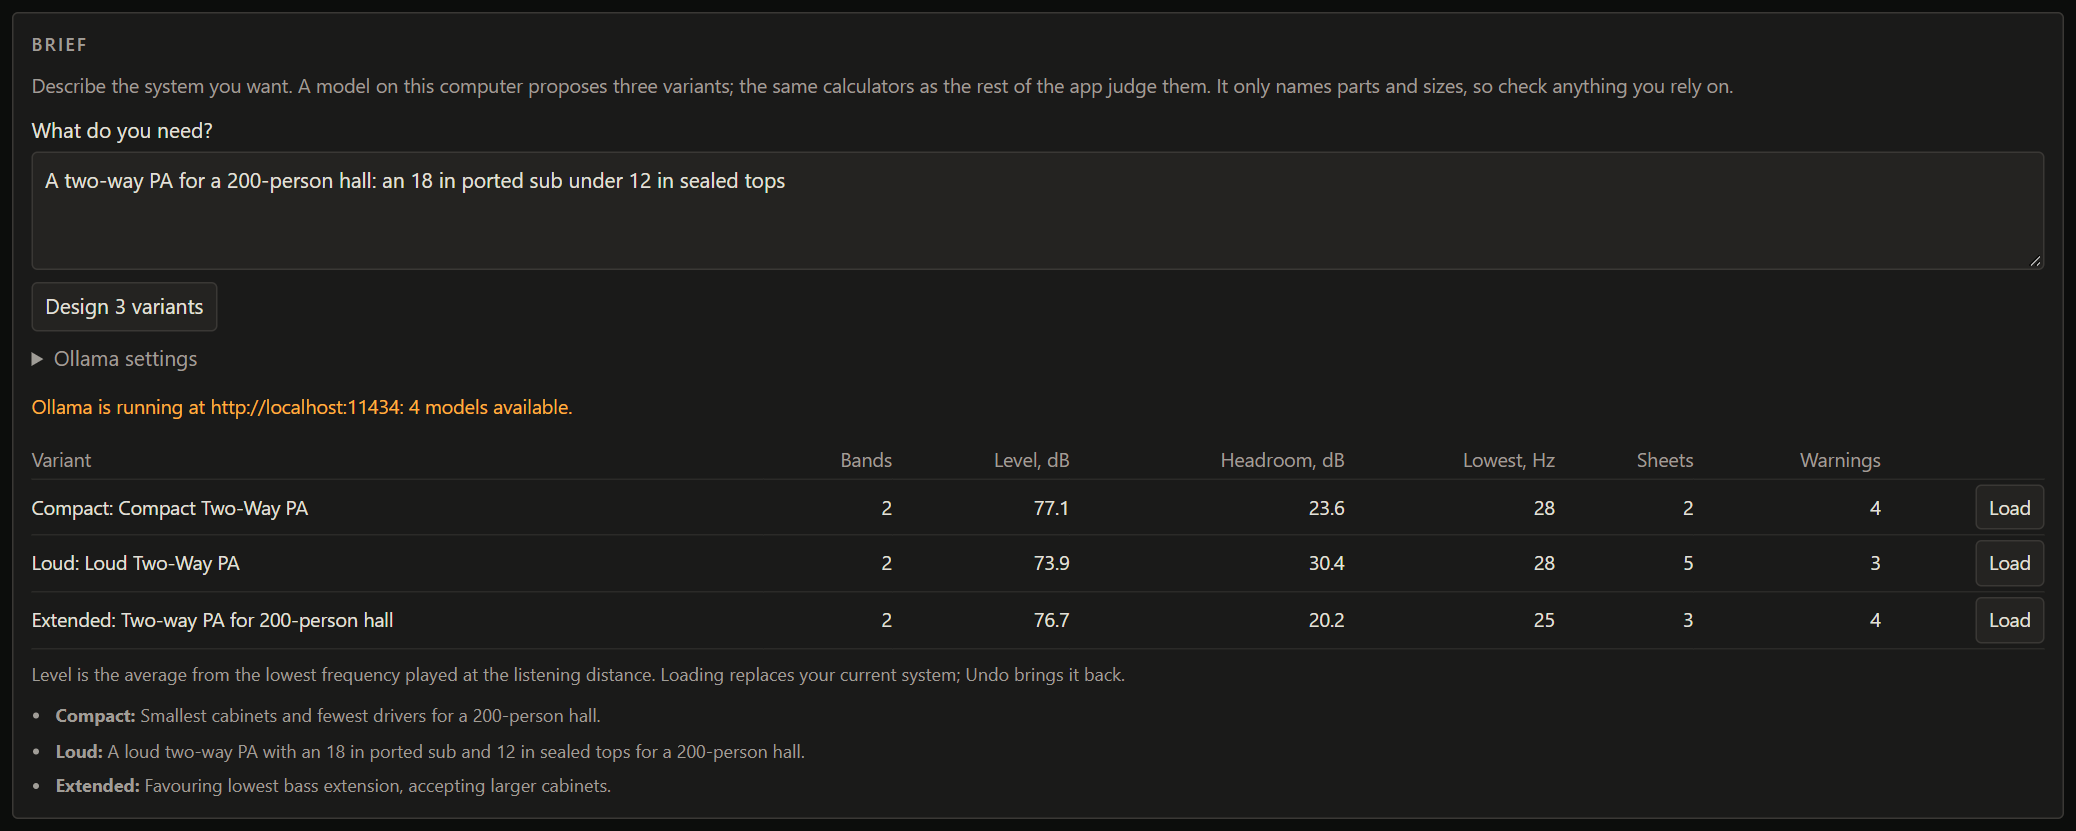 BRIEF
Describe the system you want. A model on this computer proposes three variants; the same calculators as the rest of the app judge them. It only names parts and sizes, so check anything you rely on.
What do you need?
A two-way PA for a 200-person hall: an 18 in ported sub under 12 in sealed tops
Design 3 variants
Ollama settings
Ollama is running at http://localhost:11434: 4 models available.
Variant Bands Level, dB Headroom, dB Lowest, Hz Sheets Warnings
Compact: Compact Two-Way PA 2 77.1 23.6 28 2 4 Load
Loud: Loud Two-Way PA 2 73.9 30.4 28 5 3 Load
Extended: Two-way PA for 200-person hall 2 76.7 20.2 25 3 4 Load
Level is the average from the lowest frequency played at the listening distance. Loading replaces your current system; Undo brings it back.
• Compact: Smallest cabinets and fewest drivers for a 200-person hall.
• Loud: A loud two-way PA with an 18 in ported sub and 12 in sealed tops for a 200-person hall.
• Extended: Favouring lowest bass extension, accepting larger cabinets.